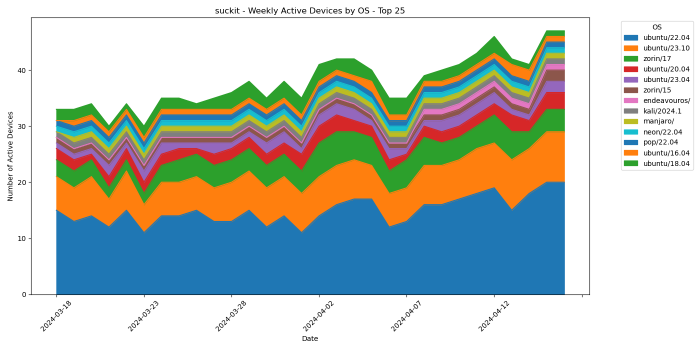 suckit - Weekly Active Devices by OS - Top 25
OS
ubuntu/22.04
ubuntu/23.10
zorin/17
ubuntu/20.04
ubuntu/23.04
zorin/15
endeavouros/
kali/2024.1
manjaro/
neon/22.04
pop/22.04
ubuntu/16.04
ubuntu/18.04
Number of Active Devices
40
30
20
10
0
2024-03-18
2024-03-23
2024-03-28
2024-04-02
2024-04-07
2024-04-12
Date